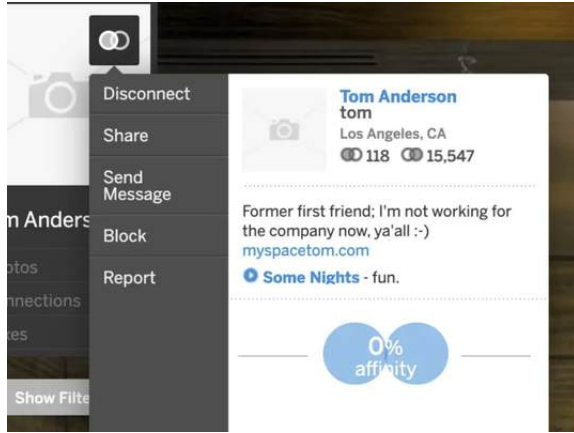 Disconnect
Share
Send
Message
Block
Report
Tom Anderson
tom
Los Angeles, CA
118 15,547
Former first friend; I'm not working for
the company now, ya'all :-)
myspacetom.com
Some Nights - fun.
0%
affinity
m Anders
otos
nnections
kes
Show Filte